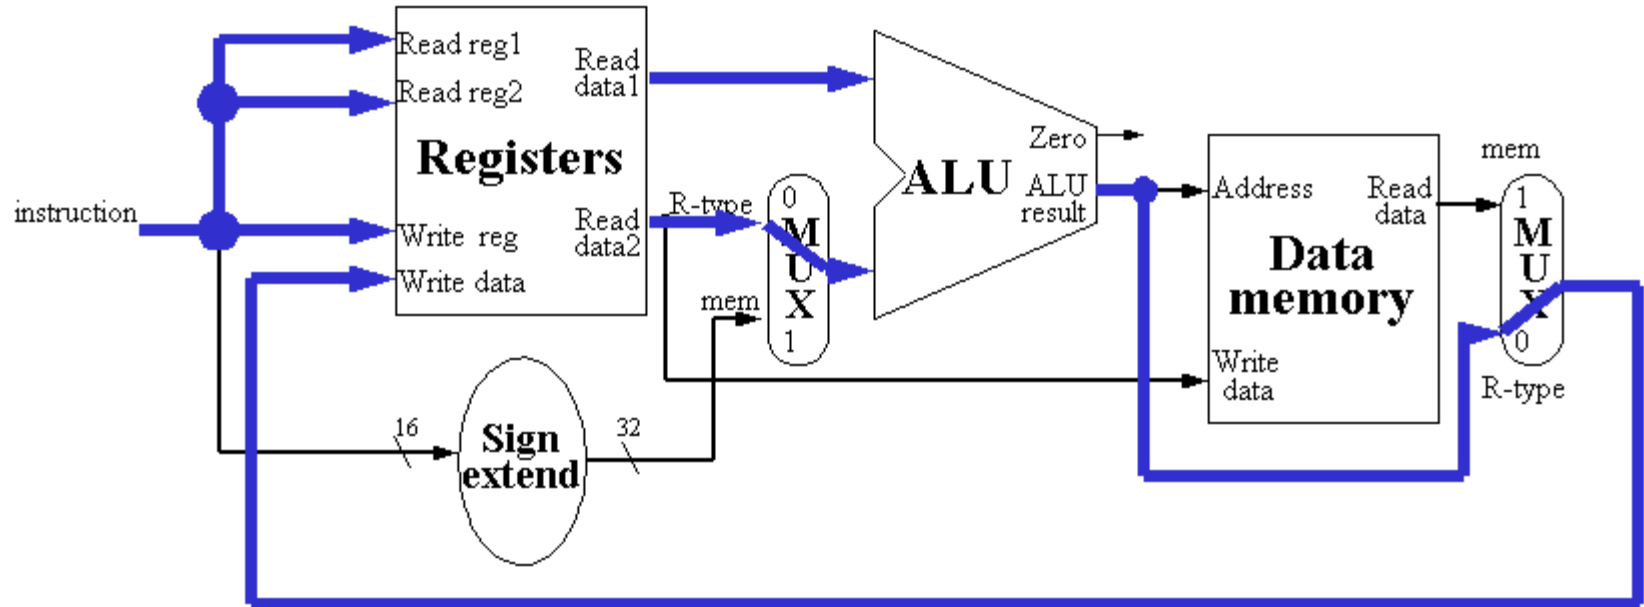 instruction
Read reg1
Read reg2
Registers
Write reg
Write data
Read
data1
Read
data2
R-type
mem
0
M
U
X
1
16
Sign
extend
32
Zero
ALU
ALU
result
Address
Read
data
Data
memory
Write
data
mem
1
M
U
X
0
R-type